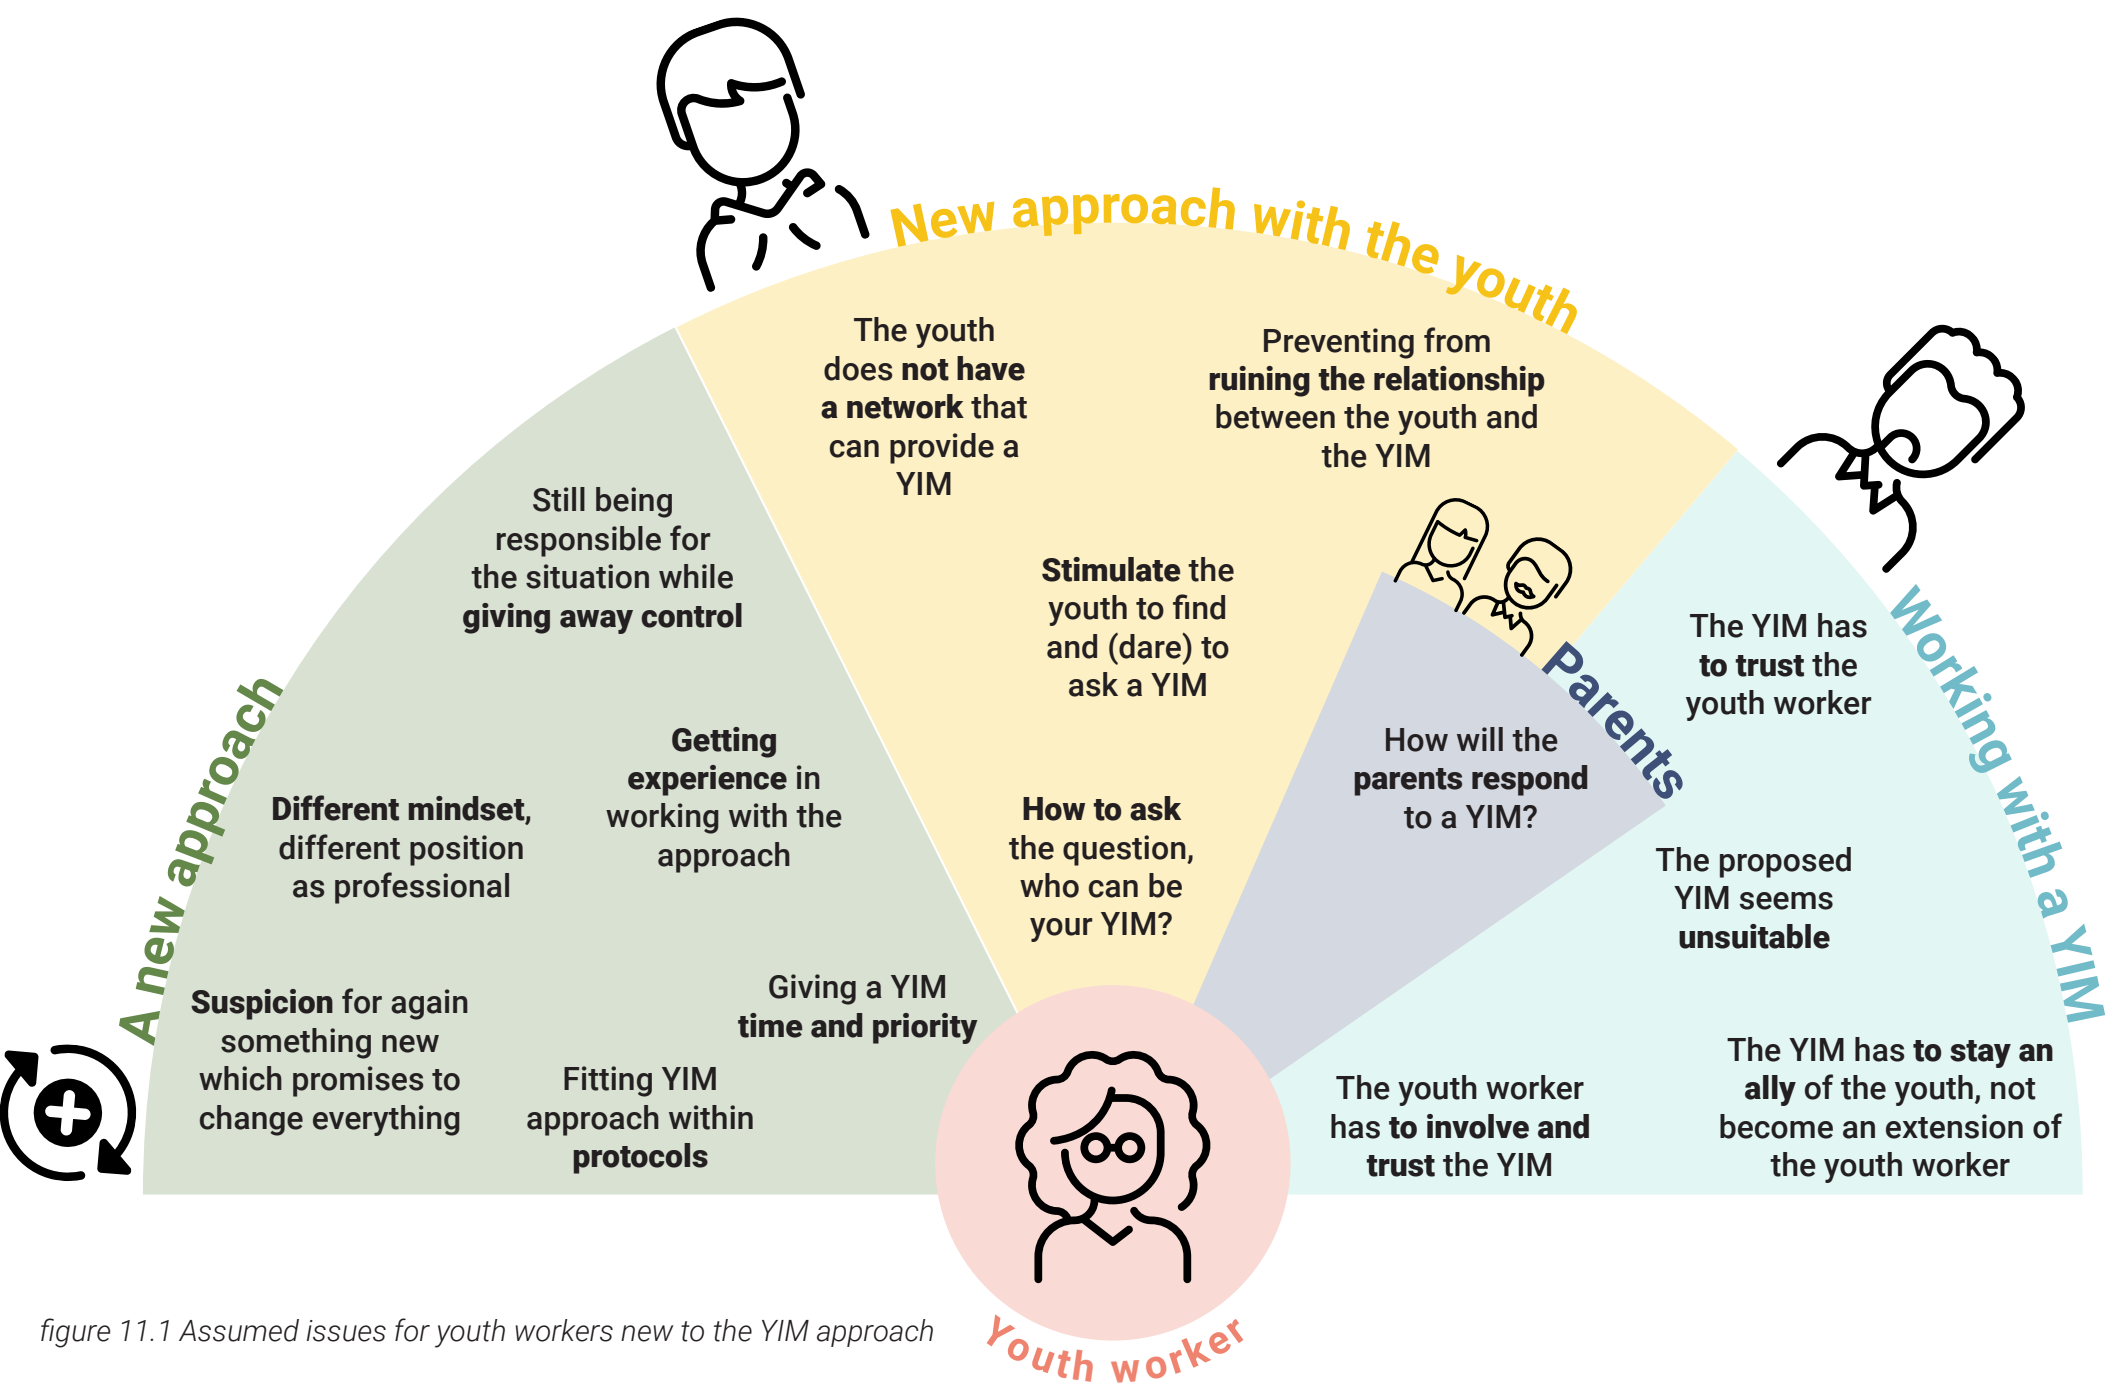 A new approach
Still being
responsible for
the situation while
giving away control
Getting
experience in
working with the
approach
Different mindset,
different position
as professional
Suspicion for again
something new
which promises to
change everything
Giving a YIM
time and priority
Fitting YIM
approach within
protocols
New approach with the youth
The youth
does not have
a network that
can provide a
YIM
Preventing from
ruining the relationship
between the youth and
the YIM
Stimulate the
youth to find
and (dare) to
ask a YIM
How to ask
the question,
who can be
your YIM?
Parents
How will the
parents respond
to a YIM?
Working with a YIM
The YIM has
to trust the
youth worker
The proposed
YIM seems
unsuitable
The youth worker
has to involve and
trust the YIM
The YIM has to stay an
ally of the youth, not
become an extension of
the youth worker
Youth worker
figure 11.1 Assumed issues for youth workers new to the YIM approach